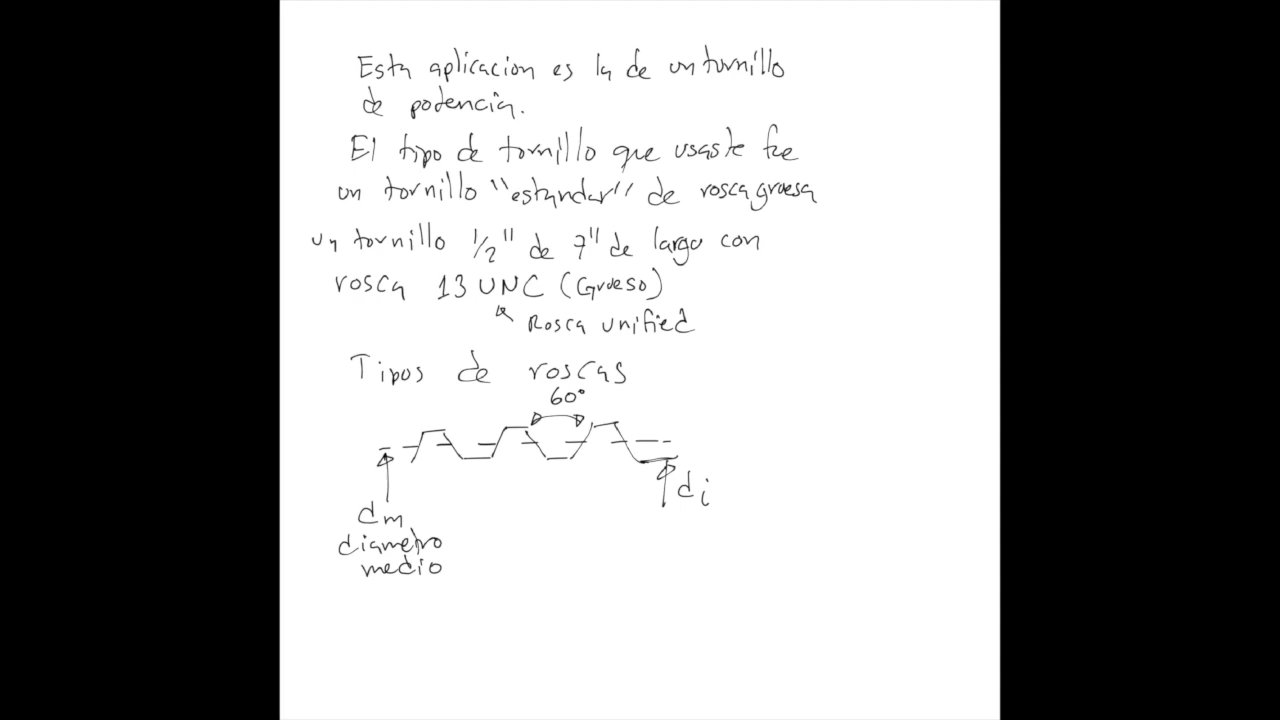 Esta aplicacion es la de un tornillo
de potencia.
El tipo de tornillo que usaste fue
un tornillo "estandar" de rosca gruesa
un tornillo 1/2" de 7" de largo con
rosca 13 UNC (Grueso)
Rosca unified
Tipos de roscas
60°
di
dm
diametro
medio